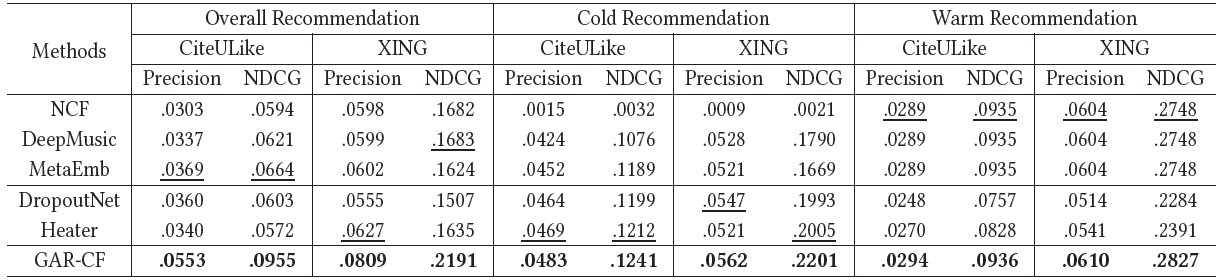 Overall Recommendation Cold Recommendation Warm Recommendation
Methods CiteULike XING CiteULike XING CiteULike XING
Precision NDCG Precision NDCG Precision NDCG Precision NDCG Precision NDCG Precision NDCG
NCF .0303 .0594 .0598 .1682 .0015 .0032 .0009 .0021 .0289 .0935 .0604 .2748
DeepMusic .0337 .0621 .0599 .1683 .0424 .1076 .0528 .1790 .0289 .0935 .0604 .2748
MetaEmb .0369 .0664 .0602 .1624 .0452 .1189 .0521 .1669 .0289 .0935 .0604 .2748
DropoutNet .0360 .0603 .0555 .1507 .0464 .1199 .0547 .1993 .0248 .0757 .0514 .2284
Heater .0340 .0572 .0627 .1635 .0469 .1212 .0521 .2005 .0270 .0828 .0541 .2391
GAR-CF .0553 .0955 .0809 .2191 .0483 .1241 .0562 .2201 .0294 .0936 .0610 .2827